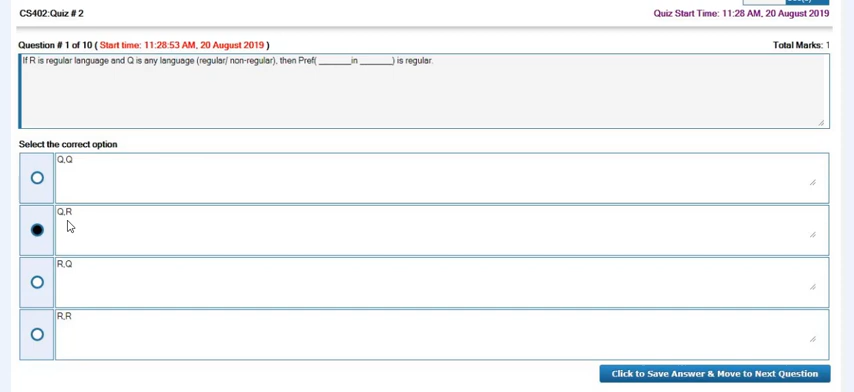 CS402:Quiz # 2
Quiz Start Time: 11:28 AM, 20 August 2019
Question # 1 of 10 ( Start time: 11:28:53 AM, 20 August 2019 )
Total Marks: 1
If R is regular language and Q is any language (regular/ non-regular), then Pref( _______in _______) is regular.
Select the correct option
Q,Q
Q,R
R,Q
R,R
Click to Save Answer & Move to Next Question